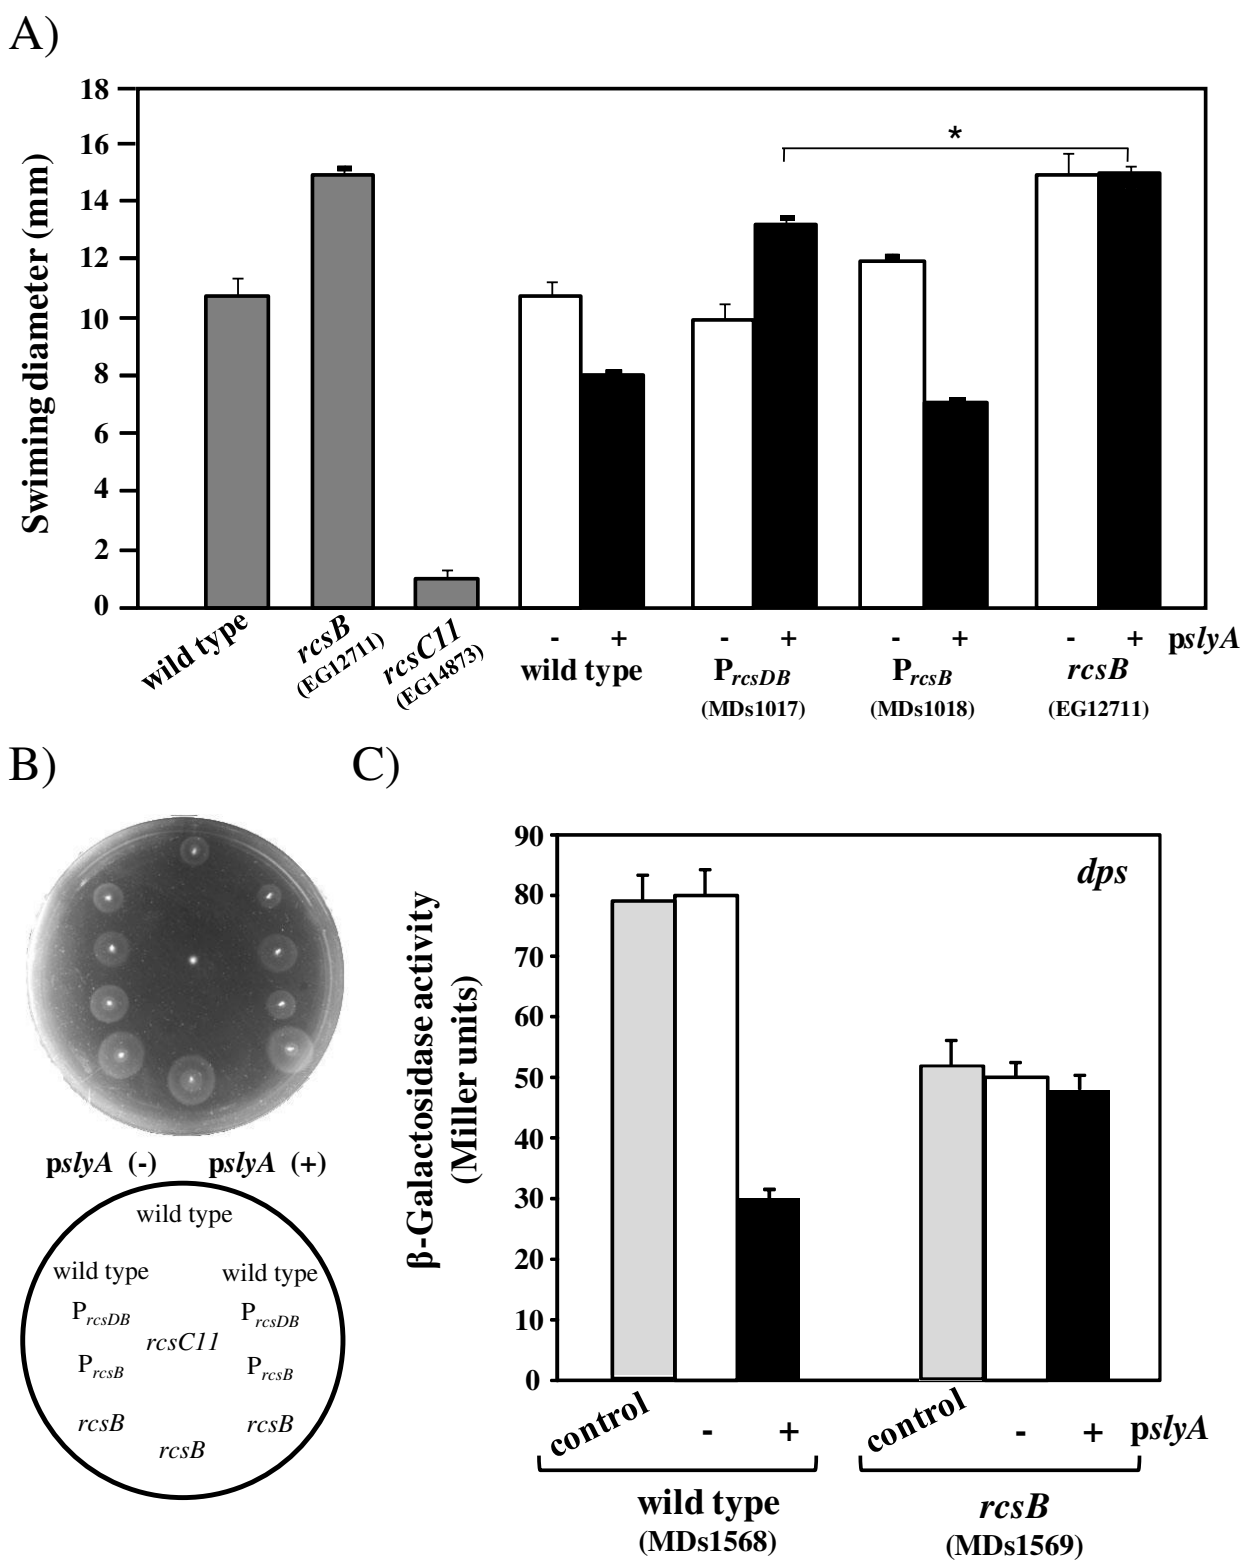 A)
Swiming diameter (mm)
18
16
14
12
10
8
6
4
2
0
*
wild type
rcsB
(EG12711)
rcsC11
(EG14873)
- + - + - + - + pslyA
wild type PrcsDB PrcsB rcsB
(MDs1017) (MDs1018) (EG12711)
B)
pslyA (-) pslyA (+)
wild type
wild type wild type
PrcsDB PrcsDB
rcsC11
PrcsB PrcsB
rcsB rcsB
rcsB
C)
β-Galactosidase activity
(Miller units)
90
80
70
60
50
40
30
20
10
0
dps
control - + control - + pslyA
wild type rcsB
(MDs1568) (MDs1569)